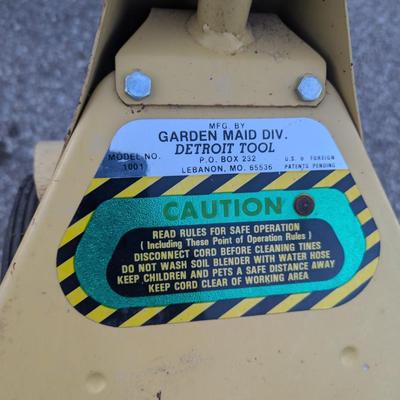 MFG. BY
GARDEN MAID DIV.
DETROIT TOOL
MODEL NO. P.O. BOX 232 U.S. & FOREIGN
1001 LEBANON, MO. 65536 PATENTS PENDING
CAUTION
READ RULES FOR SAFE OPERATION
( Including These Point of Operation Rules )
DISCONNECT CORD BEFORE CLEANING TINES
DO NOT WASH SOIL BLENDER WITH WATER HOSE
KEEP CHILDREN AND PETS A SAFE DISTANCE AWAY
KEEP CORD CLEAR OF WORKING AREA